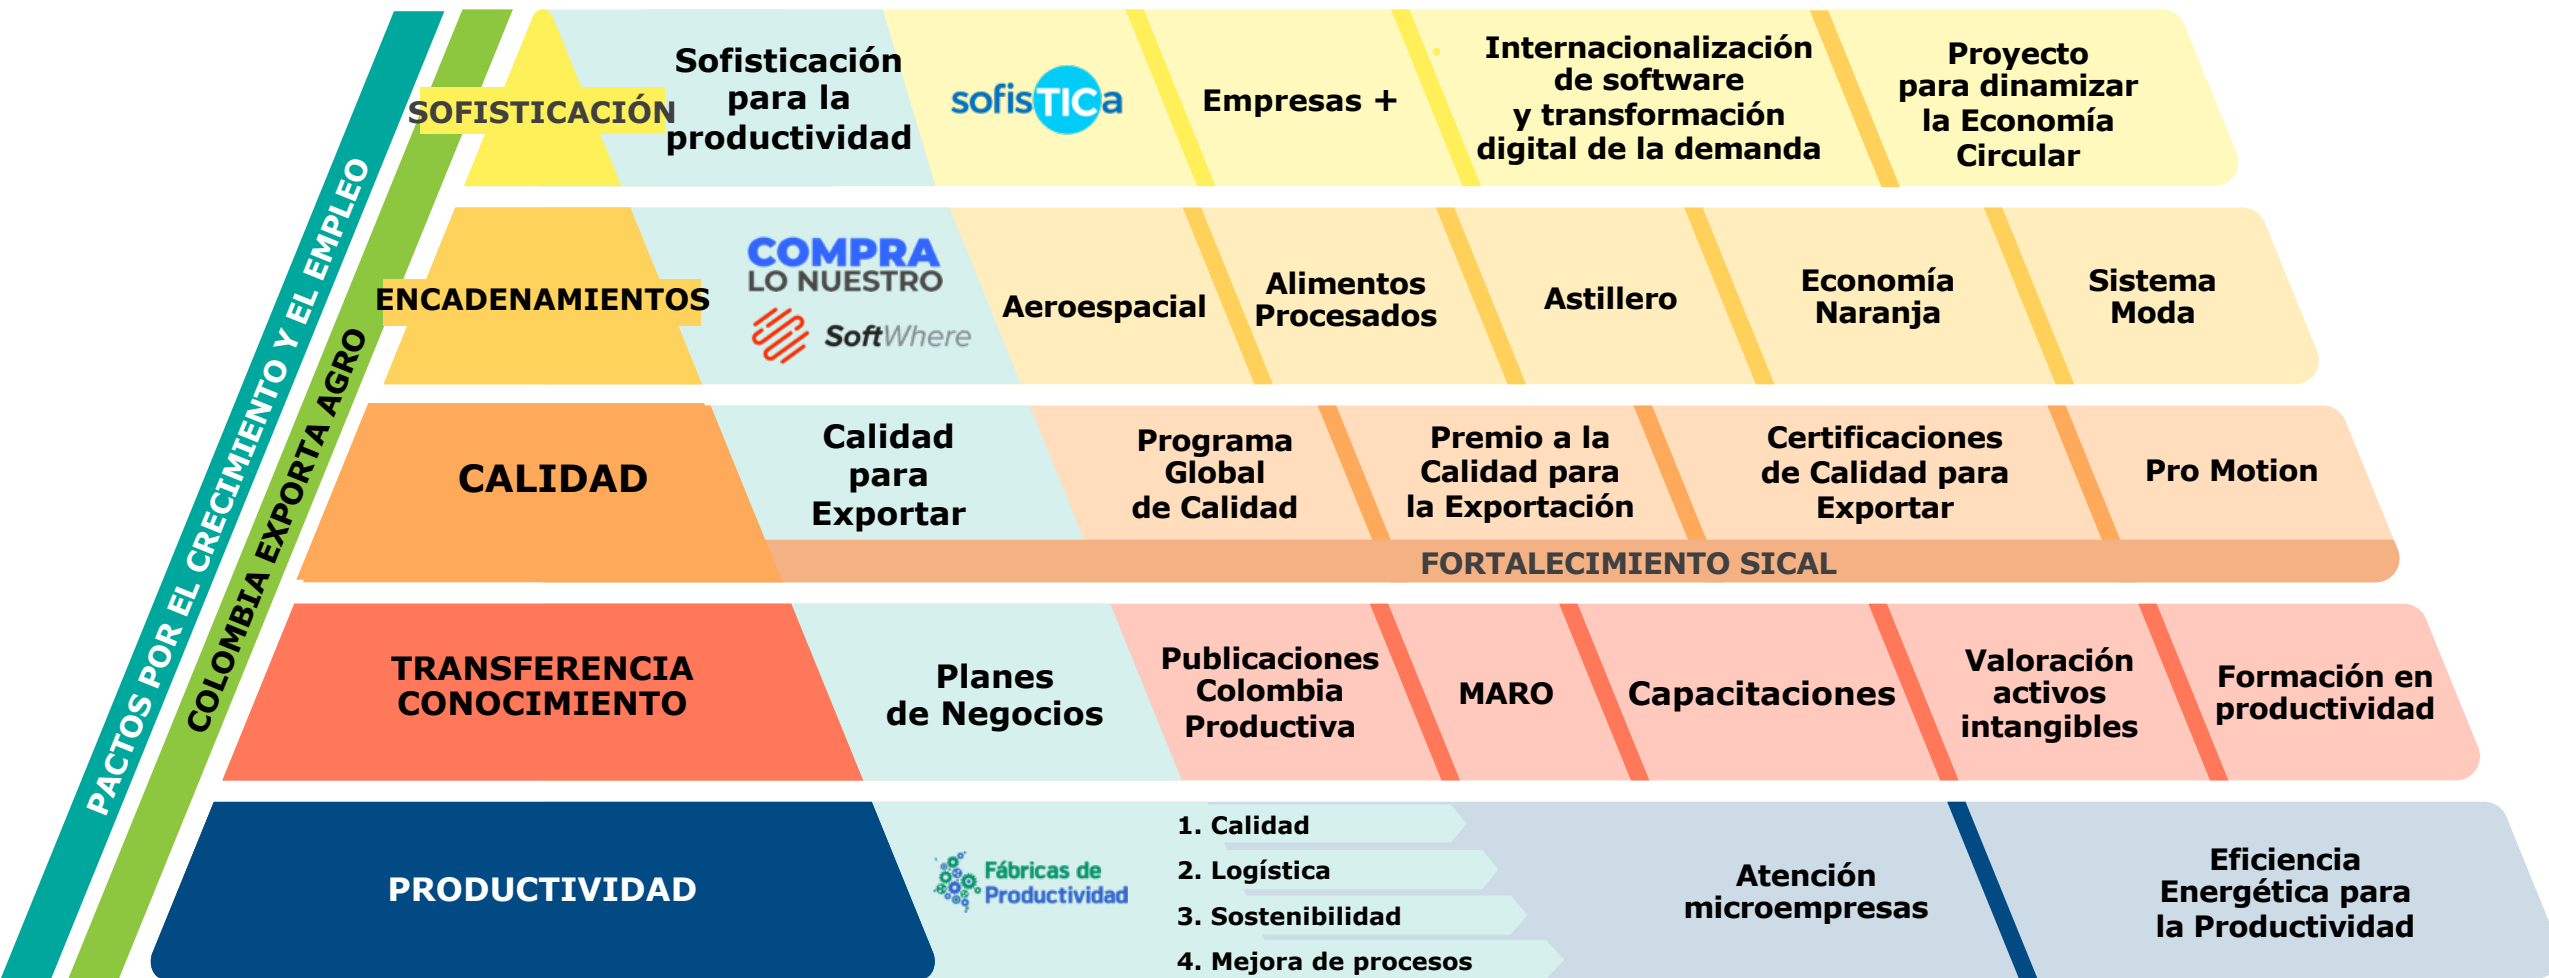 PACTOS POR EL CRECIMIENTO Y EL EMPLEO
COLOMBIA EXPORTA AGRO
SOFISTICACIÓN
Sofisticación
para la
productividad
sofisTICa
Empresas +
Internacionalización
de software
y transformación
digital de la demanda
Proyecto
para dinamizar
la Economía
Circular
ENCADENAMIENTOS
COMPRA
LO NUESTRO
SoftWhere
Aeroespacial
Alimentos
Procesados
Astillero
Economía
Naranja
Sistema
Moda
CALIDAD
Calidad
para
Exportar
Programa
Global
de Calidad
Premio a la
Calidad para
la Exportación
Certificaciones
de Calidad para
Exportar
Pro Motion
FORTALECIMIENTO SICAL
TRANSFERENCIA
CONOCIMIENTO
Planes
de Negocios
Publicaciones
Colombia
Productiva
MARO
Capacitaciones
Valoración
activos
intangibles
Formación en
productividad
PRODUCTIVIDAD
Fábricas de
Productividad
1. Calidad
2. Logística
3. Sostenibilidad
4. Mejora de procesos
Atención
microempresas
Eficiencia
Energética para
la Productividad